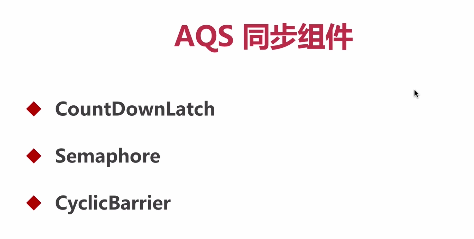 AQS 同步组件
CountDownLatch
Semaphore
CyclicBarrier